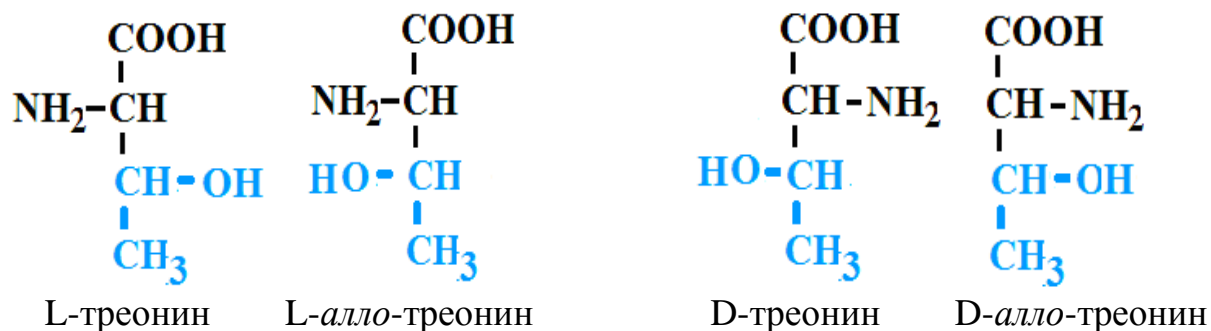 COOH COOH COOH COOH
NH₂-CH NH₂-CH CH-NH₂ CH-NH₂
CH-OH HO-CH HO-CH CH-OH
CH₃ CH₃ CH₃ CH₃
L-треонин L-алло-треонин D-треонин D-алло-треонин